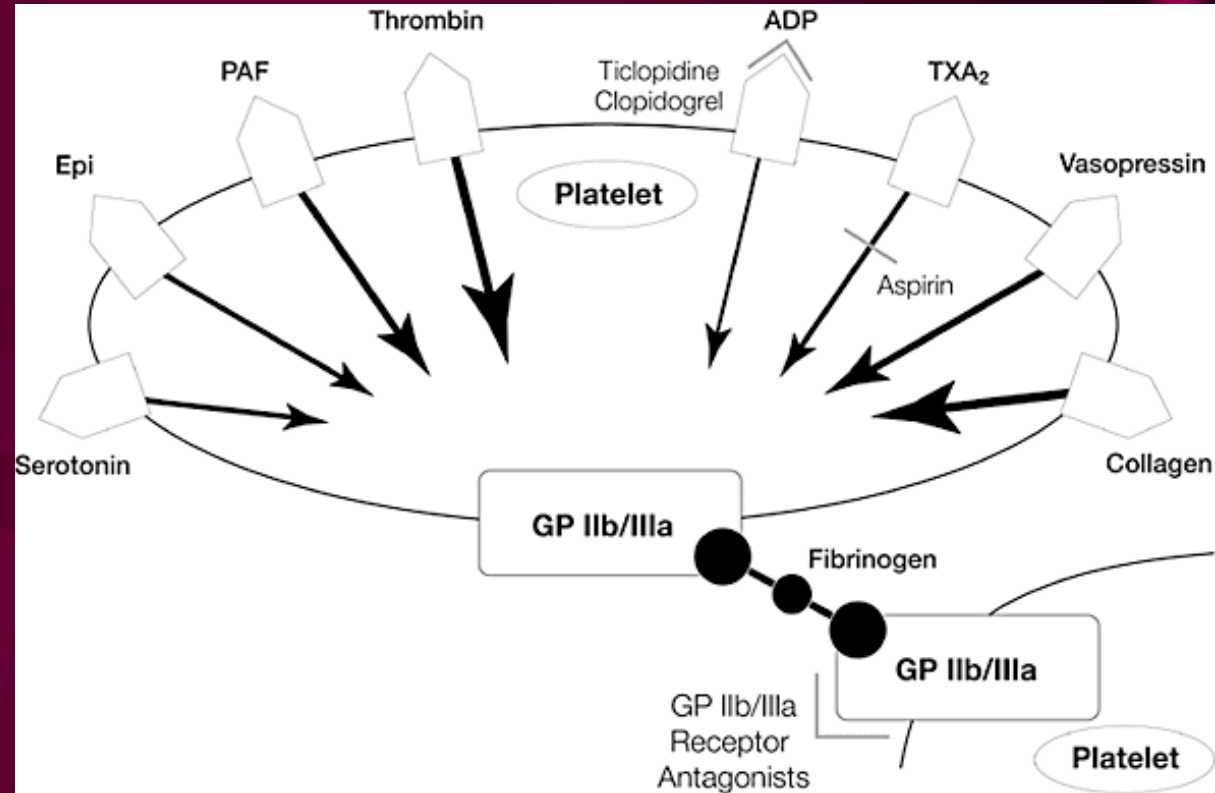 Thrombin
ADP
PAF
Ticlopidine
Clopidogrel
TXA₂
Epi
Platelet
Vasopressin
Aspirin
Serotonin
Collagen
GP IIb/IIIa
Fibrinogen
GP IIb/IIIa
GP IIb/IIIa
Receptor
Antagonists
Platelet